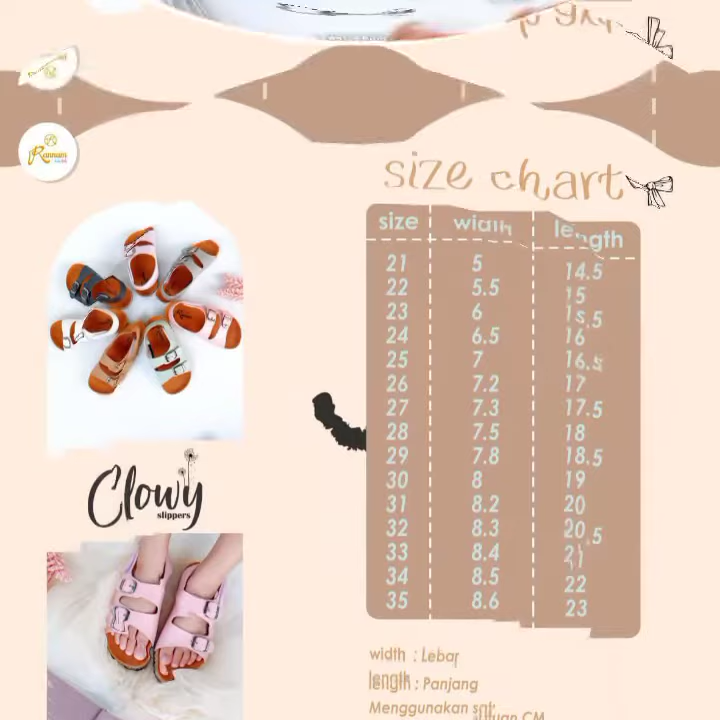 Rannum
size chart
size width length
21 5 14.5
22 5.5 15
23 6 15.5
24 6.5 16
25 7 16.5
26 7.2 17
27 7.3 17.5
28 7.5 18
29 7.8 18.5
30 8 19
31 8.2 20
32 8.3 20.5
33 8.4 21
34 8.5 22
35 8.6 23
Clowy
slippers
width : Lebar
length : Panjang
Menggunakan satuan CM